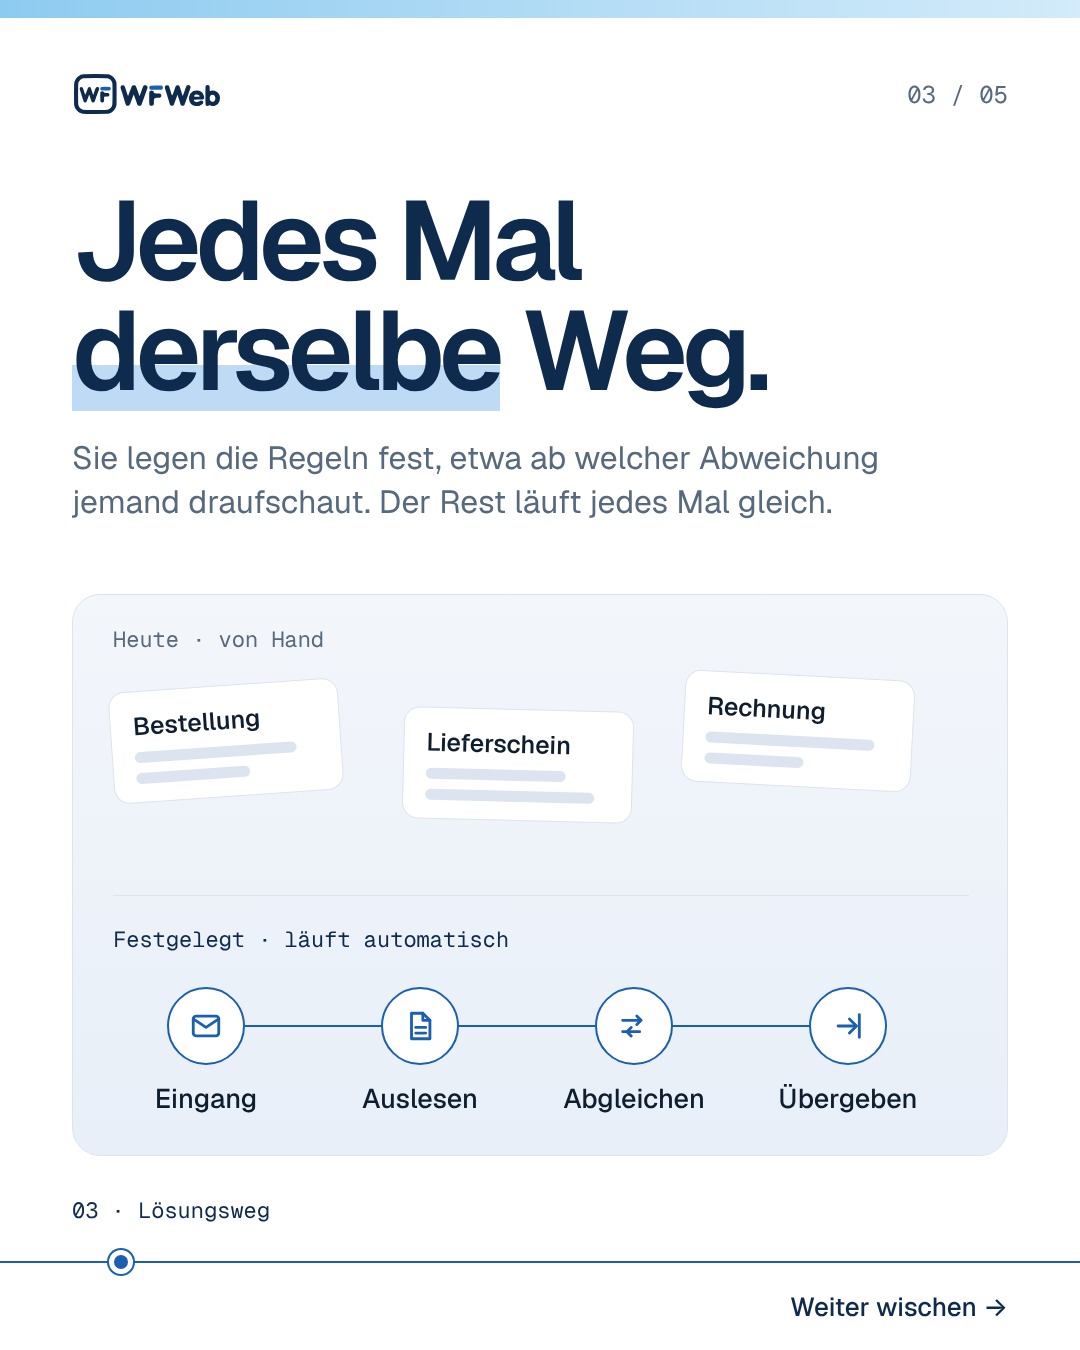 WF WFWeb
03 / 05
Jedes Mal
derselbe Weg.
Sie legen die Regeln fest, etwa ab welcher Abweichung
jemand draufschaut. Der Rest läuft jedes Mal gleich.
Heute · von Hand
Bestellung
Lieferschein
Rechnung
Festgelegt · läuft automatisch
Eingang
Auslesen
Abgleichen
Übergeben
03 · Lösungsweg
Weiter wischen →